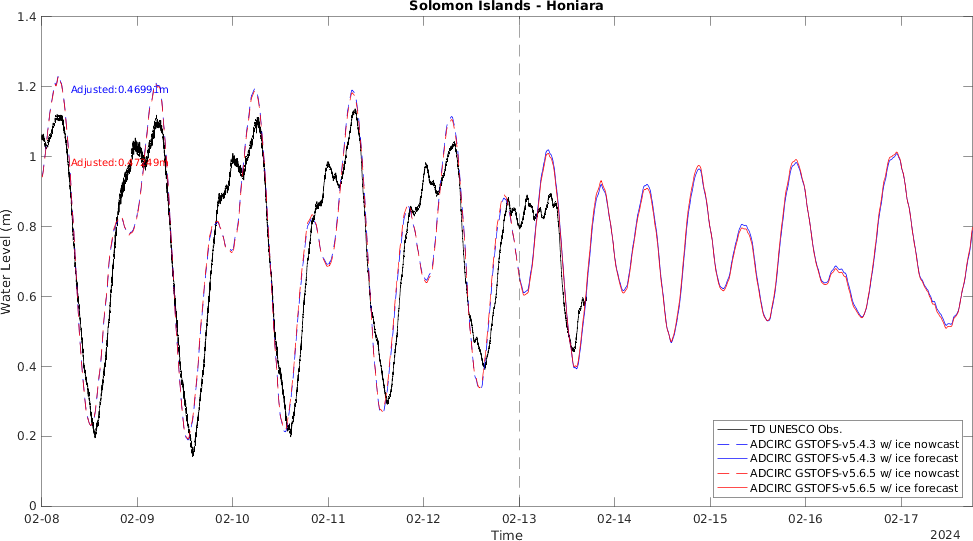 Solomon Islands - Honiara
1.4
1.2
1
0.8
0.6
0.4
0.2
0
Water Level (m)
Adjusted:0.46991m
TD UNESCO Obs.
ADCIRC GSTOFS-v5.4.3 w/ ice nowcast
ADCIRC GSTOFS-v5.4.3 w/ ice forecast
ADCIRC GSTOFS-v5.6.5 w/ ice nowcast
ADCIRC GSTOFS-v5.6.5 w/ ice forecast
02-08 02-09 02-10 02-11 02-12 02-13 02-14 02-15 02-16 02-17
Time
2024